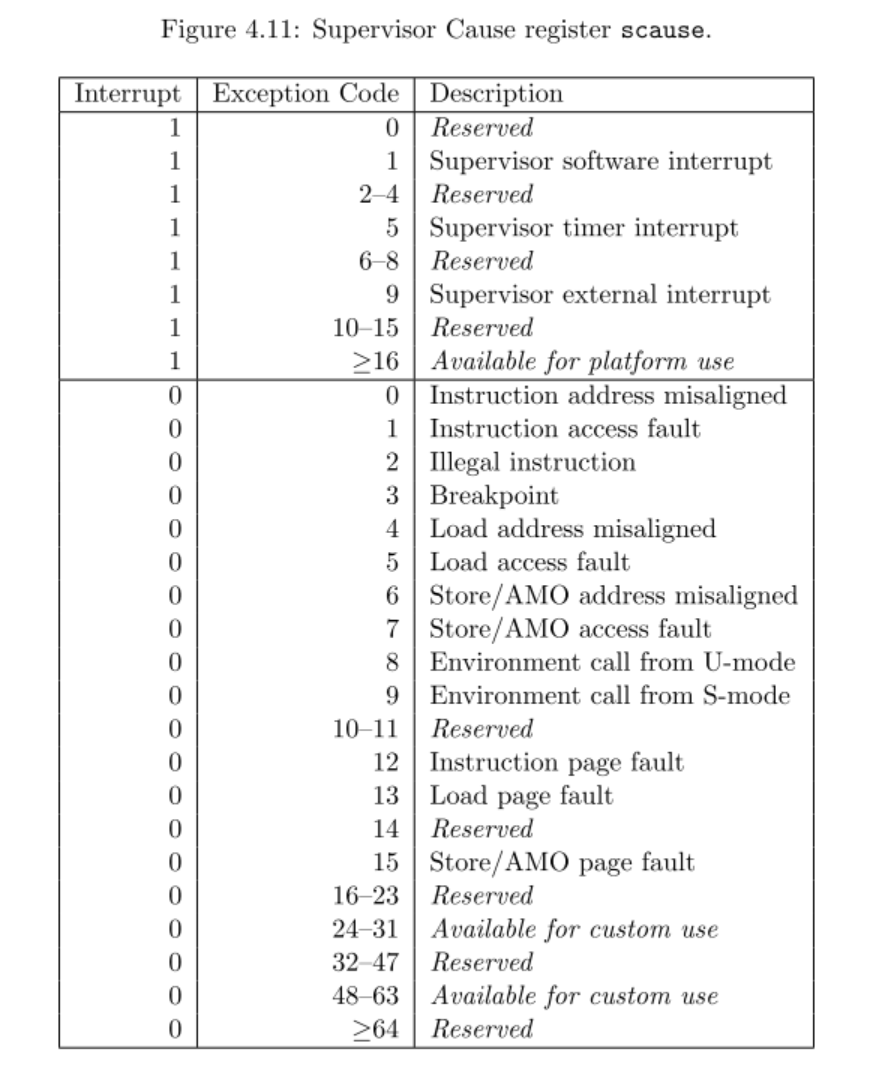 Figure 4.11: Supervisor Cause register scause.
Interrupt Exception Code Description
1 0 Reserved
1 1 Supervisor software interrupt
1 2–4 Reserved
1 5 Supervisor timer interrupt
1 6–8 Reserved
1 9 Supervisor external interrupt
1 10–15 Reserved
1 ≥16 Available for platform use
0 0 Instruction address misaligned
0 1 Instruction access fault
0 2 Illegal instruction
0 3 Breakpoint
0 4 Load address misaligned
0 5 Load access fault
0 6 Store/AMO address misaligned
0 7 Store/AMO access fault
0 8 Environment call from U-mode
0 9 Environment call from S-mode
0 10–11 Reserved
0 12 Instruction page fault
0 13 Load page fault
0 14 Reserved
0 15 Store/AMO page fault
0 16–23 Reserved
0 24–31 Available for custom use
0 32–47 Reserved
0 48–63 Available for custom use
0 ≥64 Reserved